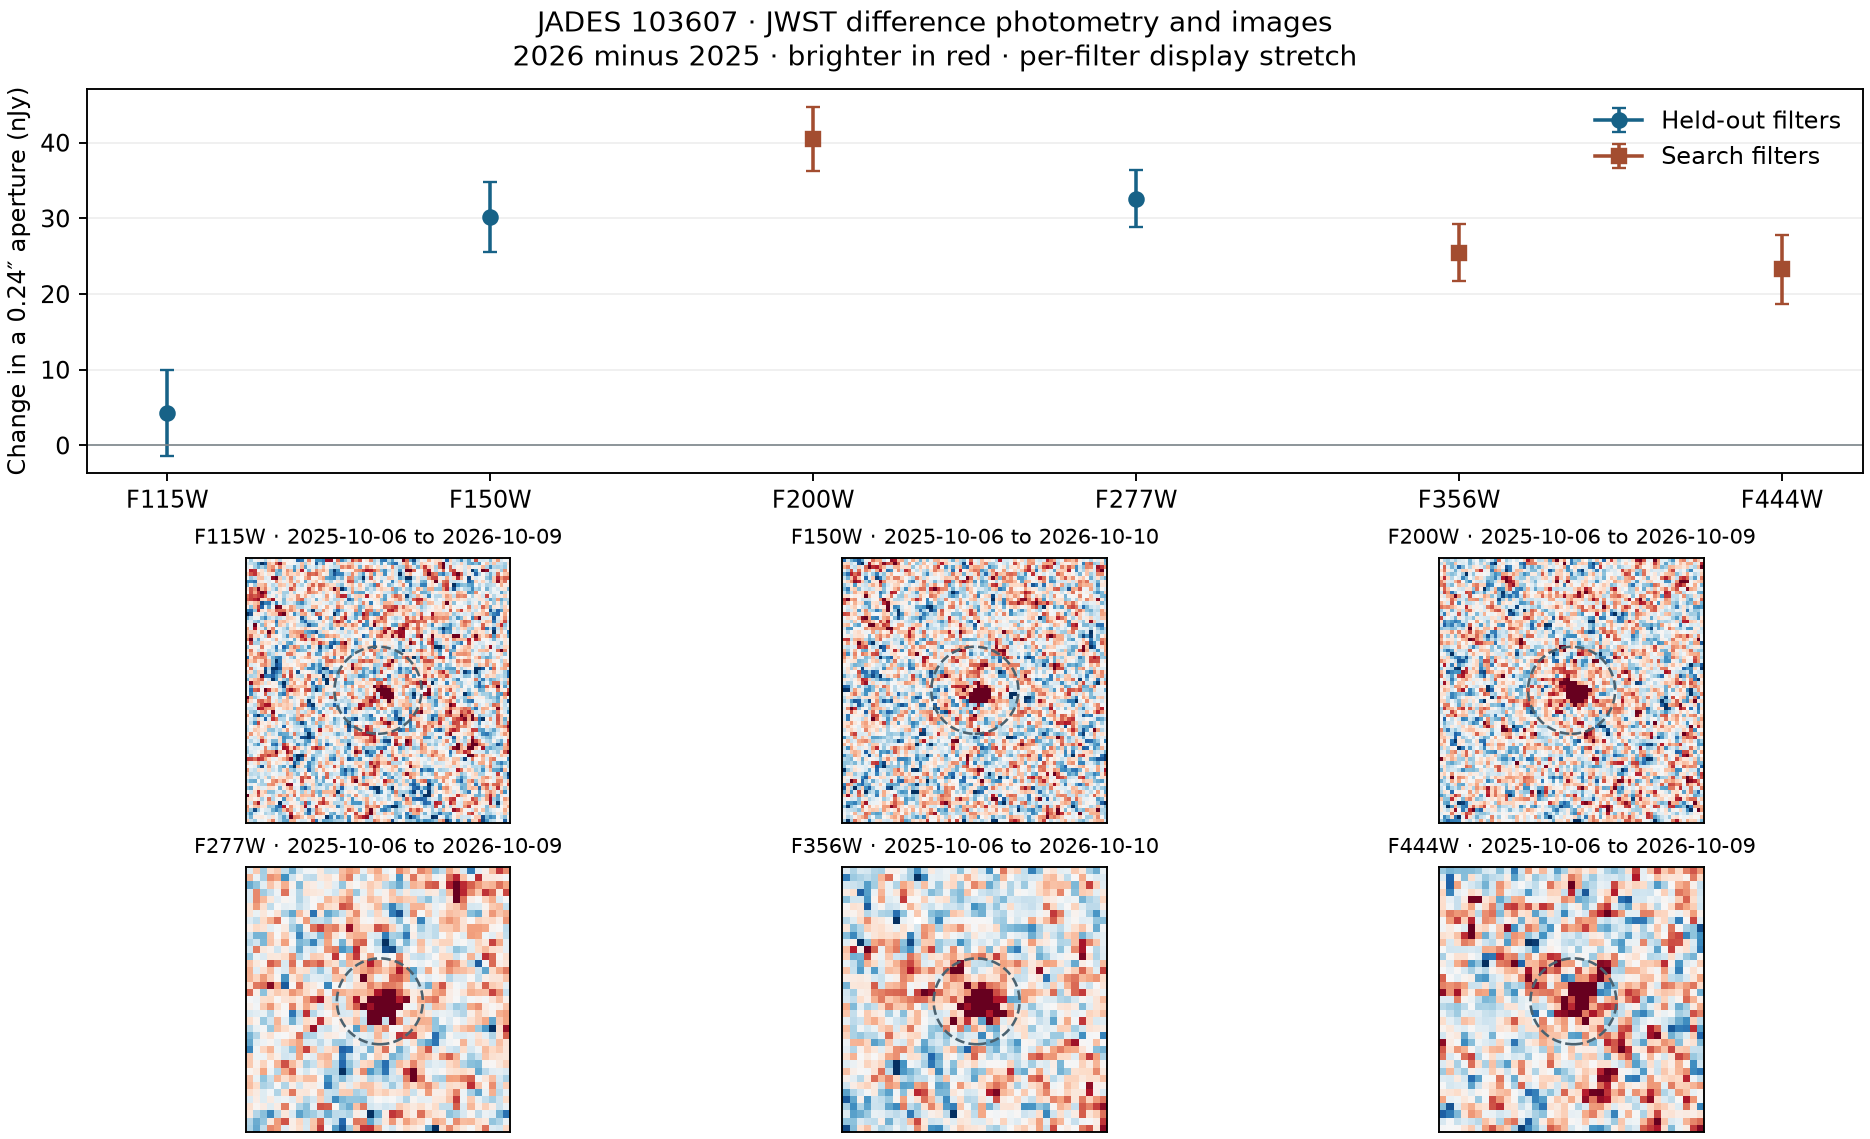 JADES 103607 · JWST difference photometry and images
2026 minus 2025 · brighter in red · per-filter display stretch
Change in a 0.24″ aperture (nJy)
40
30
20
10
0
Held-out filters
Search filters
F115W
F150W
F200W
F277W
F356W
F444W
F115W · 2025-10-06 to 2026-10-09
F150W · 2025-10-06 to 2026-10-10
F200W · 2025-10-06 to 2026-10-09
F277W · 2025-10-06 to 2026-10-09
F356W · 2025-10-06 to 2026-10-10
F444W · 2025-10-06 to 2026-10-09